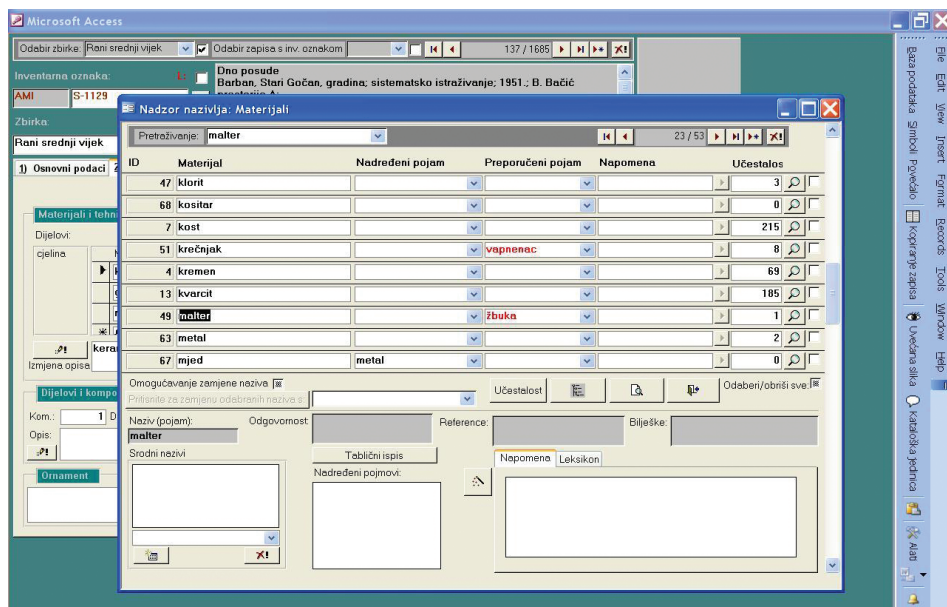 Microsoft Access
Odabir zbirke: Rani srednji vijek Odabir zapisa s inv. oznakom 137 / 1685
Inventarna oznaka: I.: Dno posude
Barban, Stari Gočan, gradina; sistematsko istraživanje; 1951.; B. Bačić
AMI S-1129
Zbirka:
Rani srednji vijek
1) Osnovni podaci
Materijali i tehn
Dijelovi:
cjelina
Izmjena opisa
Dijelovi i kompo
Kom.: 1 D
Opis:
Ornament
Nadzor nazivlja: Materijali
Pretraživanje: malter 23 / 53
ID Materijal Nadređeni pojam Preporučeni pojam Napomena Učestalos
47 klorit 3
68 kositar 0
7 kost 215
51 krečnjak vapnenac 8
4 kremen 69
13 kvarcit 185
49 malter žbuka 1
63 metal 2
67 mjed metal 0
Omogućavanje zamjene naziva Učestalost Odaberi/obriši sve:
Pritisnite za zamjenu odabranih naziva s:
Naziv (pojam): Odgovornost: Reference: Bilješke:
malter
Srodni nazivi Tablični ispis Napomena Leksikon
Nadređeni pojmovi:
File Edit View Insert Format Records Tools Window Help
Baza podataka Simboli Povećalo Kopiranje zapisa Uvećana slika Kataloška jedinica Alati